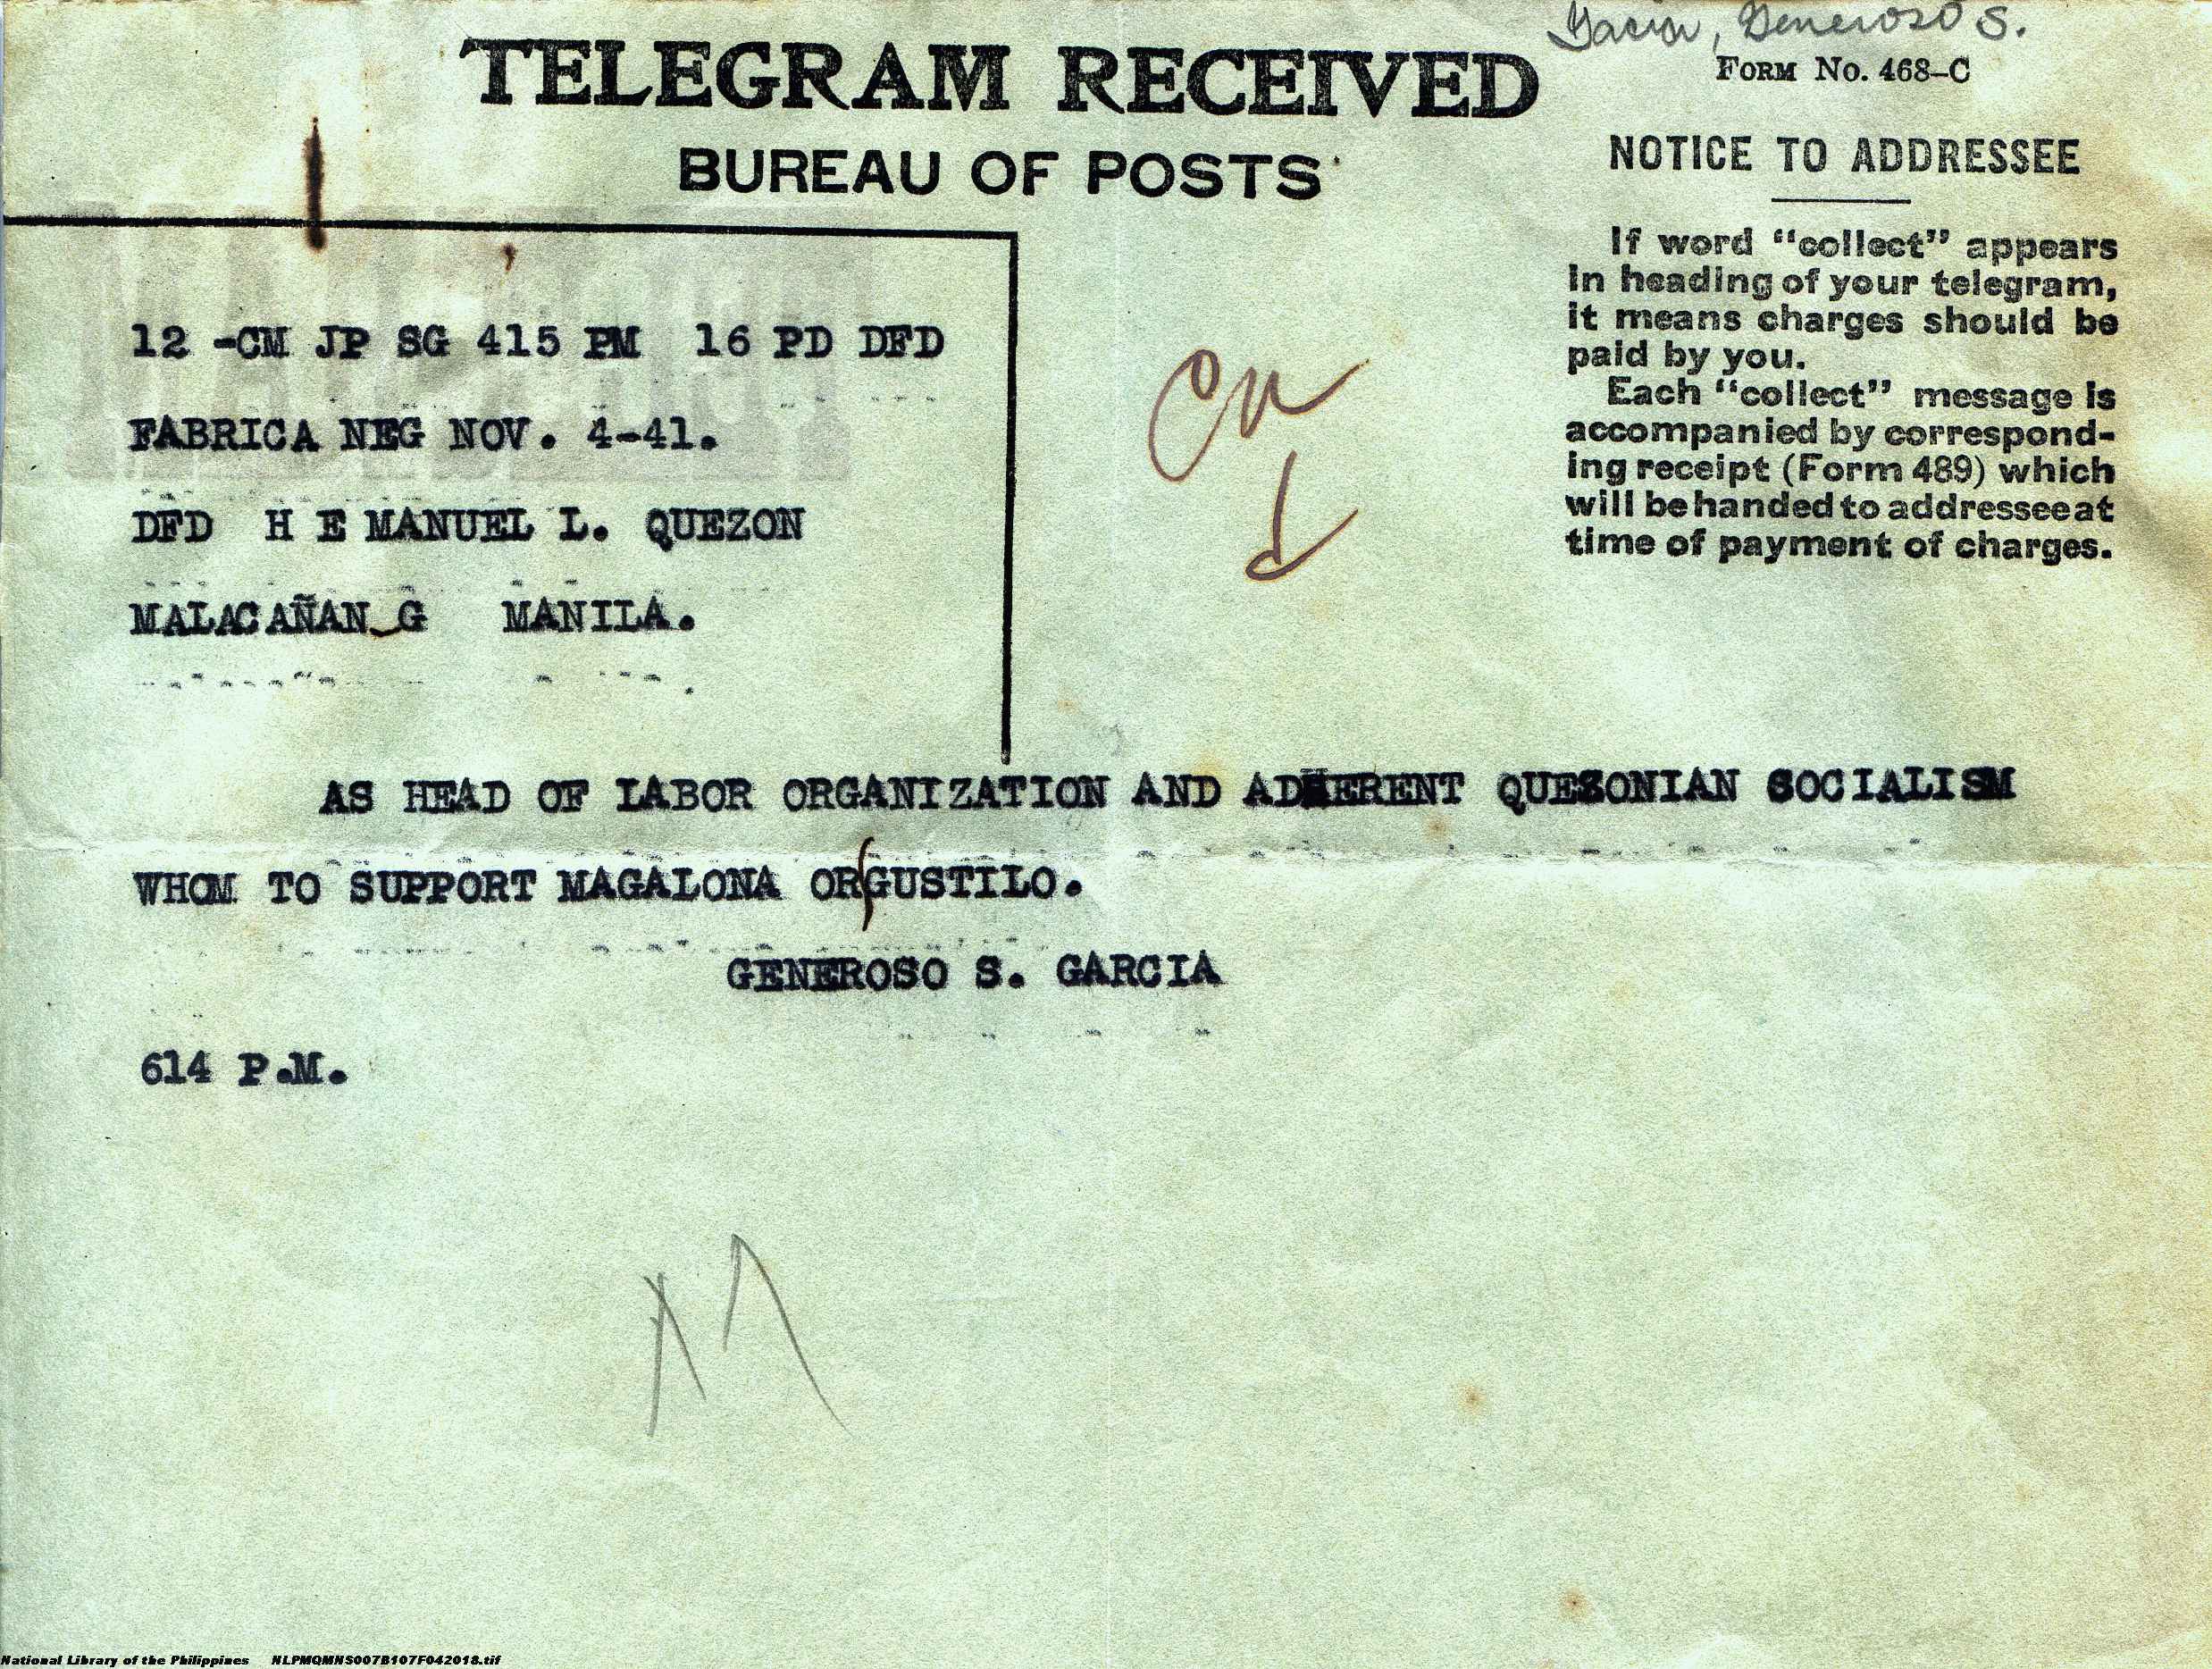 Garcia, Generoso S.
FORM NO. 468-C
TELEGRAM RECEIVED
BUREAU OF POSTS
NOTICE TO ADDRESSEE
If word "collect" appears
in heading of your telegram,
it means charges should be
paid by you.
Each "collect" message is
accompanied by correspond-
ing receipt (Form 489) which
will be handed to addressee at
time of payment of charges.
12 -CM JP SG 415 PM 16 PD DFD
FABRICA NEG NOV. 4-41.
DFD H E MANUEL L. QUEZON
MALACAÑAN G MANILA.
AS HEAD OF LABOR ORGANIZATION AND ADHERENT QUEZONIAN SOCIALISM
WHOM TO SUPPORT MAGALONA OR GUSTILO.
GENEROSO S. GARCIA
614 P.M.
National Library of the Philippines NLPMQMNS007B107F042018.tif